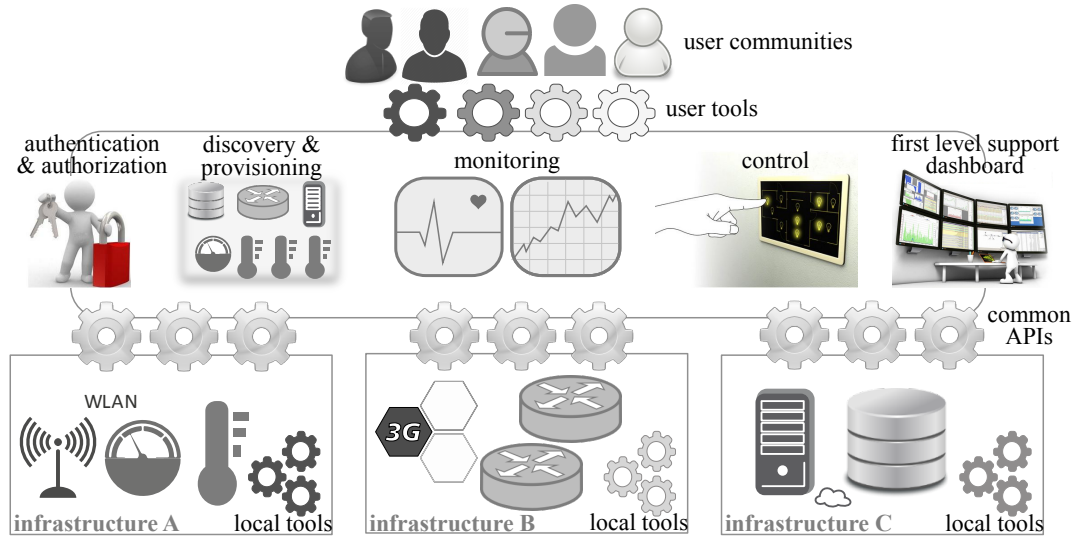 user communities
user tools
authentication
& authorization
discovery &
provisioning
monitoring
control
first level support
dashboard
common
APIs
WLAN
infrastructure A
local tools
3G
infrastructure B
local tools
infrastructure C
local tools